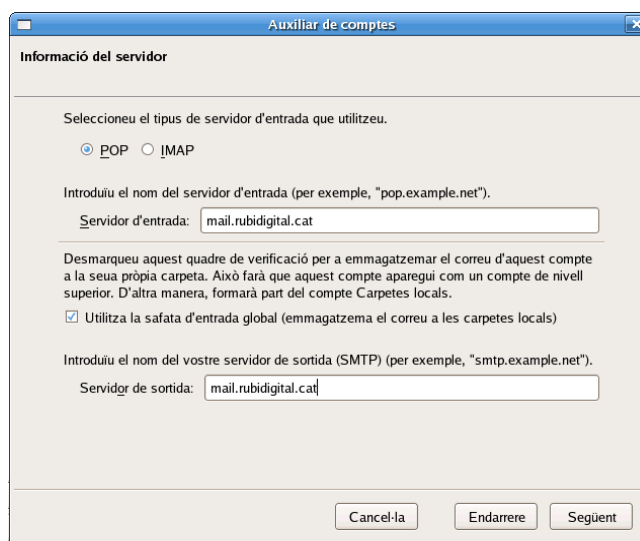 Auxiliar de comptes
Informació del servidor
Seleccioneu el tipus de servidor d'entrada que utilitzeu.
POP IMAP
Introduïu el nom del servidor d'entrada (per exemple, "pop.example.net").
Servidor d'entrada: mail.rubidigital.cat
Desmarqueu aquest quadre de verificació per a emmagatzemar el correu d'aquest compte
a la seua pròpia carpeta. Això farà que aquest compte aparegui com un compte de nivell
superior. D'altra manera, formarà part del compte Carpetes locals.
Utilitza la safata d'entrada global (emmagatzema el correu a les carpetes locals)
Introduïu el nom del vostre servidor de sortida (SMTP) (per exemple, "smtp.example.net").
Servidor de sortida: mail.rubidigital.cat
Cancel·la Endarrere Següent